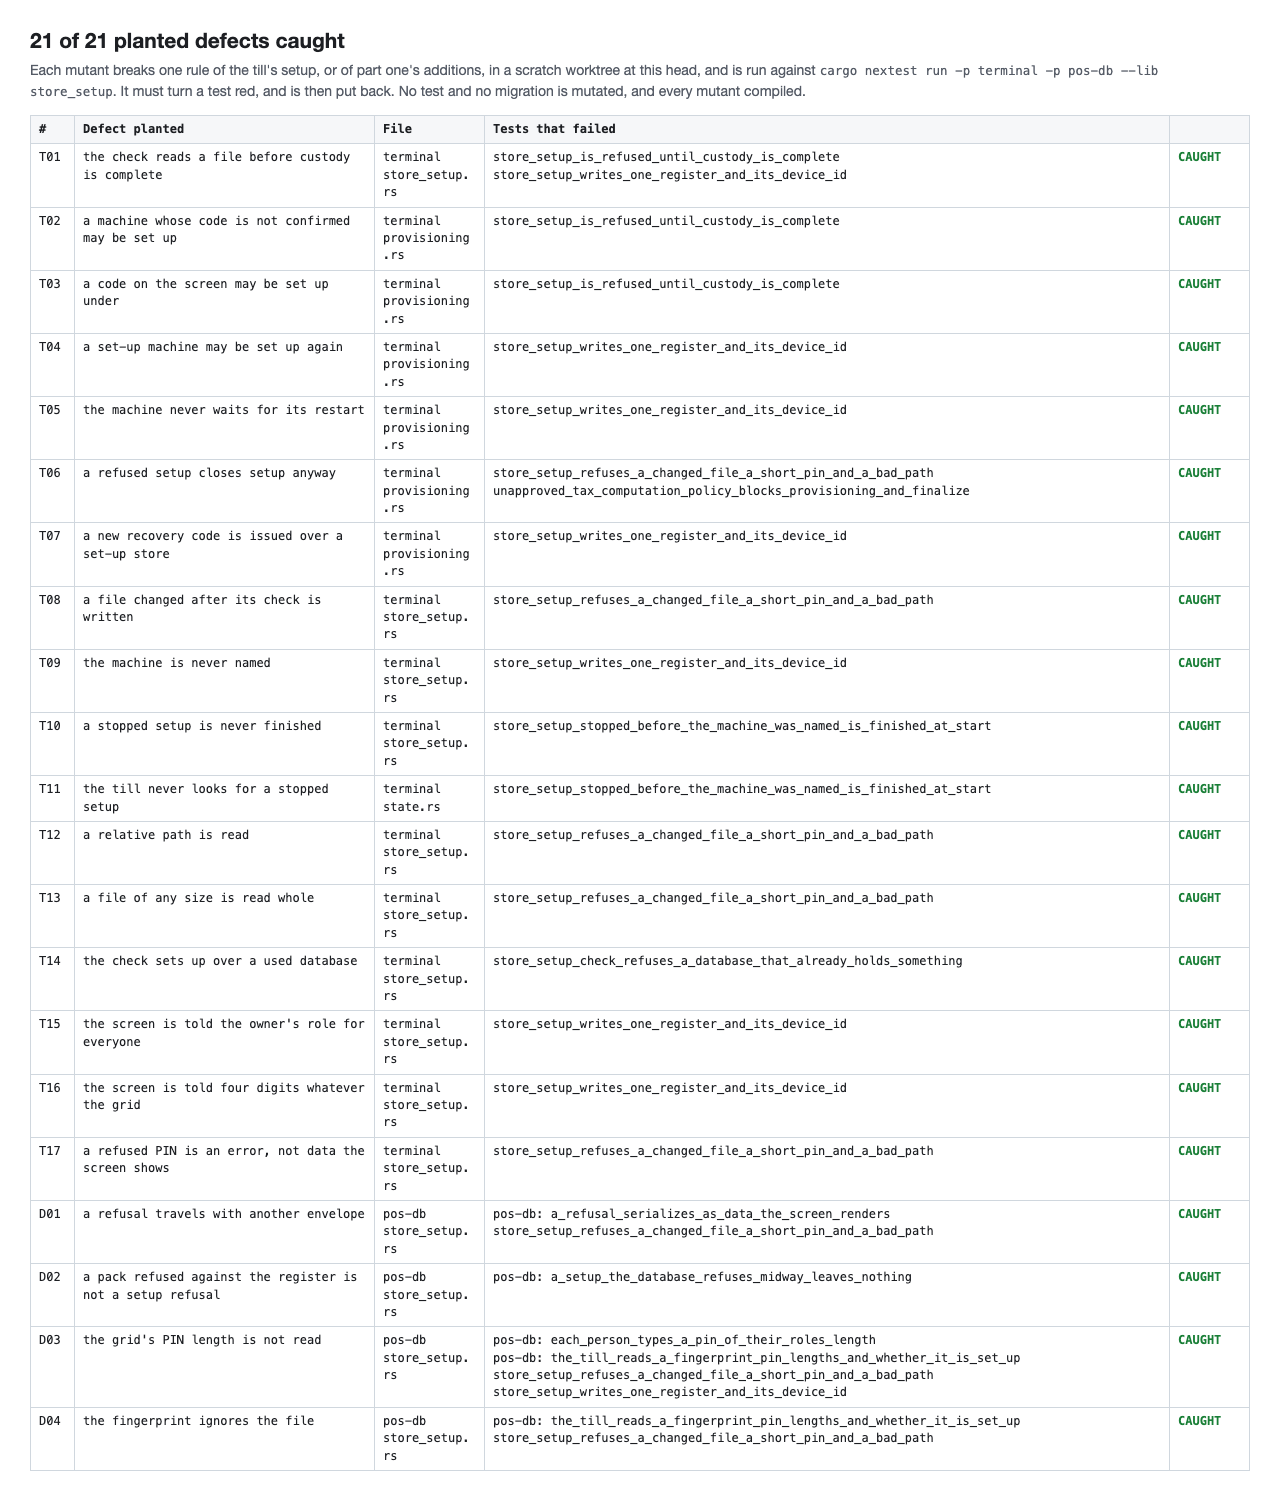 21 of 21 planted defects caught
Each mutant breaks one rule of the till's setup, or of part one's additions, in a scratch worktree at this head, and is run against cargo nextest run -p terminal -p pos-db --lib
store_setup. It must turn a test red, and is then put back. No test and no migration is mutated, and every mutant compiled.
# Defect planted File Tests that failed
T01 the check reads a file before custody terminal store_setup_is_refused_until_custody_is_complete CAUGHT
is complete store_setup. store_setup_writes_one_register_and_its_device_id
rs
T02 a machine whose code is not confirmed terminal store_setup_is_refused_until_custody_is_complete CAUGHT
may be set up provisioning
.rs
T03 a code on the screen may be set up terminal store_setup_is_refused_until_custody_is_complete CAUGHT
under provisioning
.rs
T04 a set-up machine may be set up again terminal store_setup_writes_one_register_and_its_device_id CAUGHT
provisioning
.rs
T05 the machine never waits for its restart terminal store_setup_writes_one_register_and_its_device_id CAUGHT
provisioning
.rs
T06 a refused setup closes setup anyway terminal store_setup_refuses_a_changed_file_a_short_pin_and_a_bad_path CAUGHT
provisioning unapproved_tax_computation_policy_blocks_provisioning_and_finalize
.rs
T07 a new recovery code is issued over a terminal store_setup_writes_one_register_and_its_device_id CAUGHT
set-up store provisioning
.rs
T08 a file changed after its check is terminal store_setup_refuses_a_changed_file_a_short_pin_and_a_bad_path CAUGHT
written store_setup.
rs
T09 the machine is never named terminal store_setup_writes_one_register_and_its_device_id CAUGHT
store_setup.
rs
T10 a stopped setup is never finished terminal store_setup_stopped_before_the_machine_was_named_is_finished_at_start CAUGHT
store_setup.
rs
T11 the till never looks for a stopped terminal store_setup_stopped_before_the_machine_was_named_is_finished_at_start CAUGHT
setup state.rs
T12 a relative path is read terminal store_setup_refuses_a_changed_file_a_short_pin_and_a_bad_path CAUGHT
store_setup.
rs
T13 a file of any size is read whole terminal store_setup_refuses_a_changed_file_a_short_pin_and_a_bad_path CAUGHT
store_setup.
rs
T14 the check sets up over a used database terminal store_setup_check_refuses_a_database_that_already_holds_something CAUGHT
store_setup.
rs
T15 the screen is told the owner's role for terminal store_setup_writes_one_register_and_its_device_id CAUGHT
everyone store_setup.
rs
T16 the screen is told four digits whatever terminal store_setup_writes_one_register_and_its_device_id CAUGHT
the grid store_setup.
rs
T17 a refused PIN is an error, not data the terminal store_setup_refuses_a_changed_file_a_short_pin_and_a_bad_path CAUGHT
screen shows store_setup.
rs
D01 a refusal travels with another envelope pos-db pos-db: a_refusal_serializes_as_data_the_screen_renders CAUGHT
store_setup. store_setup_refuses_a_changed_file_a_short_pin_and_a_bad_path
rs
D02 a pack refused against the register is pos-db pos-db: a_setup_the_database_refuses_midway_leaves_nothing CAUGHT
not a setup refusal store_setup.
rs
D03 the grid's PIN length is not read pos-db pos-db: each_person_types_a_pin_of_their_roles_length CAUGHT
store_setup. pos-db: the_till_reads_a_fingerprint_pin_lengths_and_whether_it_is_set_up
rs store_setup_refuses_a_changed_file_a_short_pin_and_a_bad_path
store_setup_writes_one_register_and_its_device_id
D04 the fingerprint ignores the file pos-db pos-db: the_till_reads_a_fingerprint_pin_lengths_and_whether_it_is_set_up CAUGHT
store_setup. store_setup_refuses_a_changed_file_a_short_pin_and_a_bad_path
rs